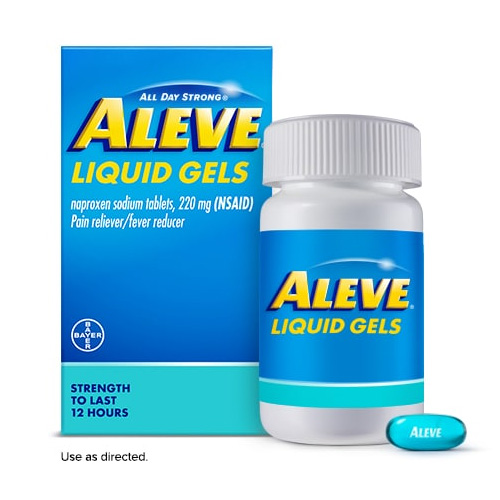 ALL DAY STRONG®
ALEVE®
LIQUID GELS
naproxen sodium tablets, 220 mg (NSAID)
Pain reliever/fever reducer
BAYER
BAYER
STRENGTH
TO LAST
12 HOURS
ALEVE®
LIQUID GELS
ALEVE
Use as directed.